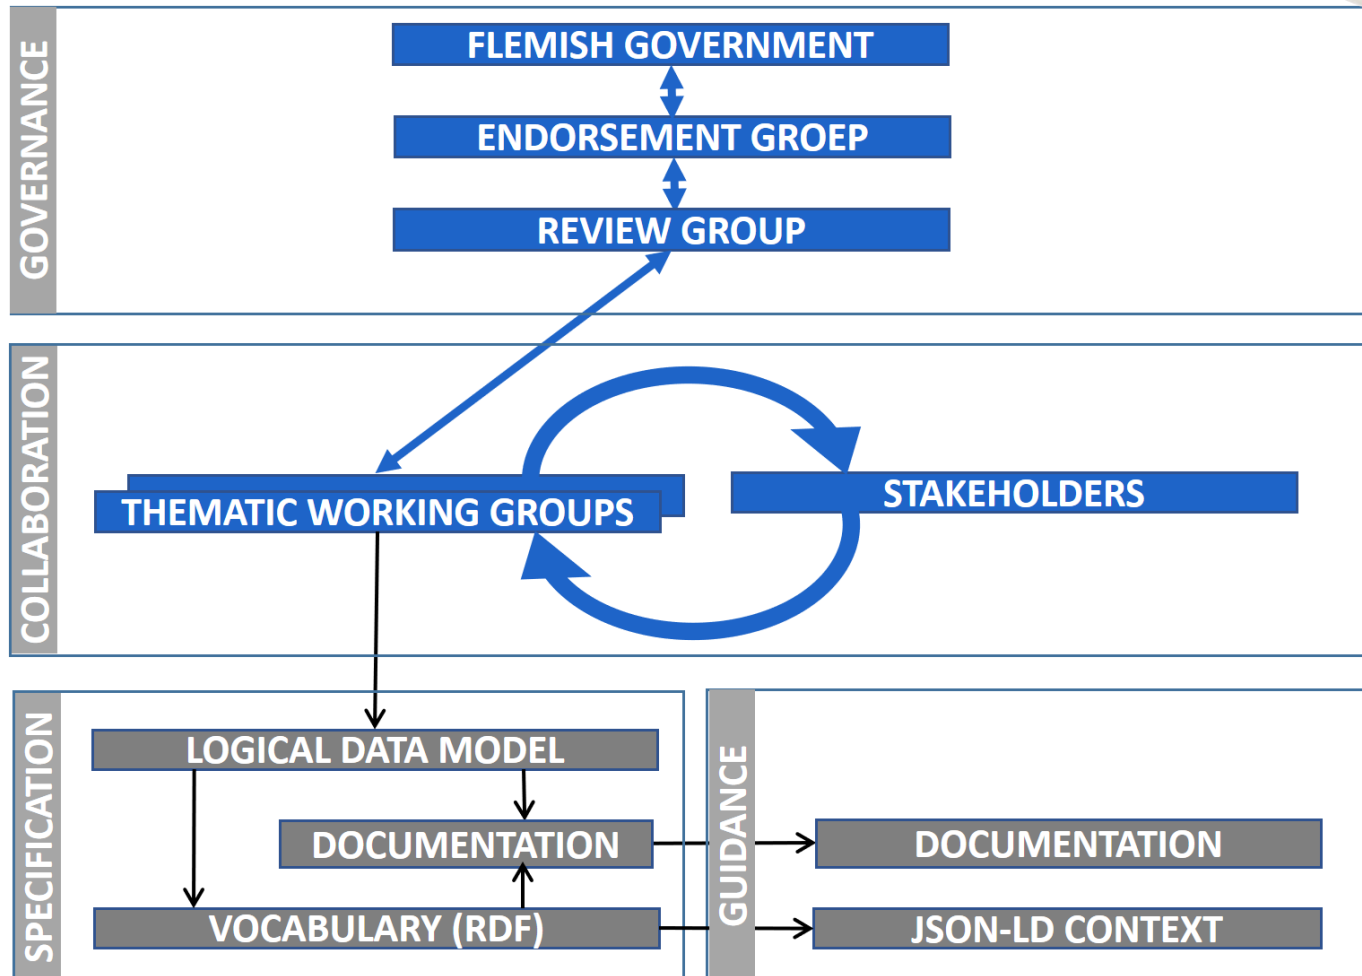 GOVERNANCE
FLEMISH GOVERNMENT
ENDORSEMENT GROEP
REVIEW GROUP
COLLABORATION
THEMATIC WORKING GROUPS
STAKEHOLDERS
SPECIFICATION
LOGICAL DATA MODEL
DOCUMENTATION
VOCABULARY (RDF)
GUIDANCE
DOCUMENTATION
JSON-LD CONTEXT